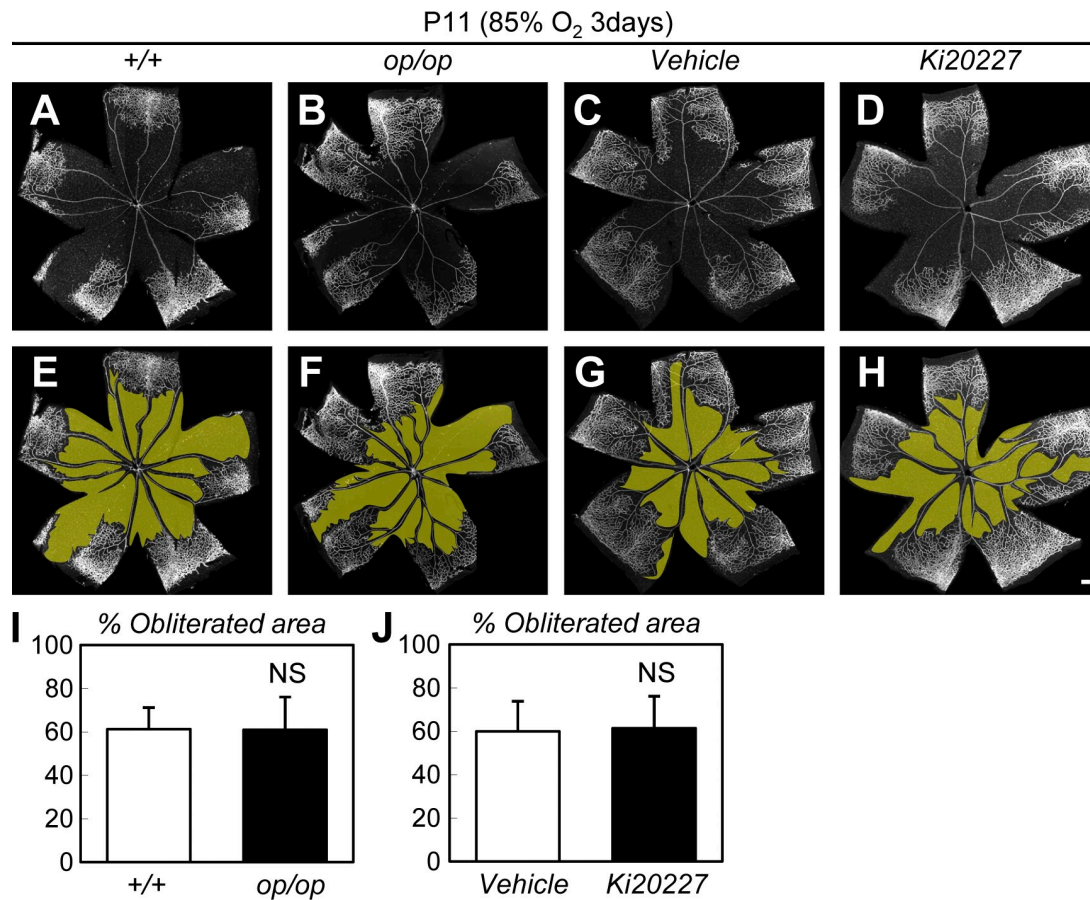 P11 (85% O₂ 3days)
+/+ op/op Vehicle Ki20227
A B C D
E F G H
I % Obliterated area J % Obliterated area
100 100
80 NS 80 NS
60 60
40 40
20 20
0 0
+/+ op/op Vehicle Ki20227